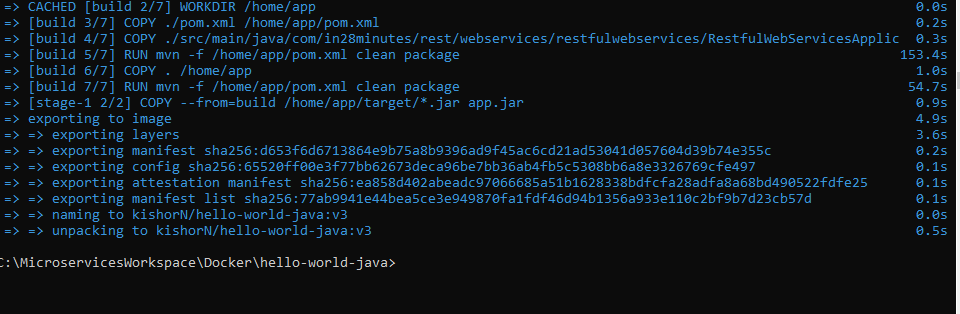 => CACHED [build 2/7] WORKDIR /home/app 0.0s
=> [build 3/7] COPY ./pom.xml /home/app/pom.xml 0.2s
=> [build 4/7] COPY ./src/main/java/com/in28minutes/rest/webservices/restfulwebservices/RestfulWebServicesApplic 0.3s
=> [build 5/7] RUN mvn -f /home/app/pom.xml clean package 153.4s
=> [build 6/7] COPY . /home/app 1.0s
=> [build 7/7] RUN mvn -f /home/app/pom.xml clean package 54.7s
=> [stage-1 2/2] COPY --from=build /home/app/target/*.jar app.jar 0.9s
=> exporting to image 4.9s
=> => exporting layers 3.6s
=> => exporting manifest sha256:d653f6d6713864e9b75a8b9396ad9f45ac6cd21ad53041d057604d39b74e355c 0.2s
=> => exporting config sha256:65520ff00e3f77bb62673deca96be7bb36ab4fb5c5308bb6a8e3326769cfe497 0.1s
=> => exporting attestation manifest sha256:ea858d402abeadc97066685a51b1628338bdfcfa28adfa8a68bd490522fdfe25 0.1s
=> => exporting manifest list sha256:77ab9941e44bea5ce3e949870fa1fdf46d94b1356a933e110c2bf9b7d23cb57d 0.1s
=> => naming to kishorN/hello-world-java:v3 0.0s
=> => unpacking to kishorN/hello-world-java:v3 0.5s
C:\MicroservicesWorkspace\Docker\hello-world-java>